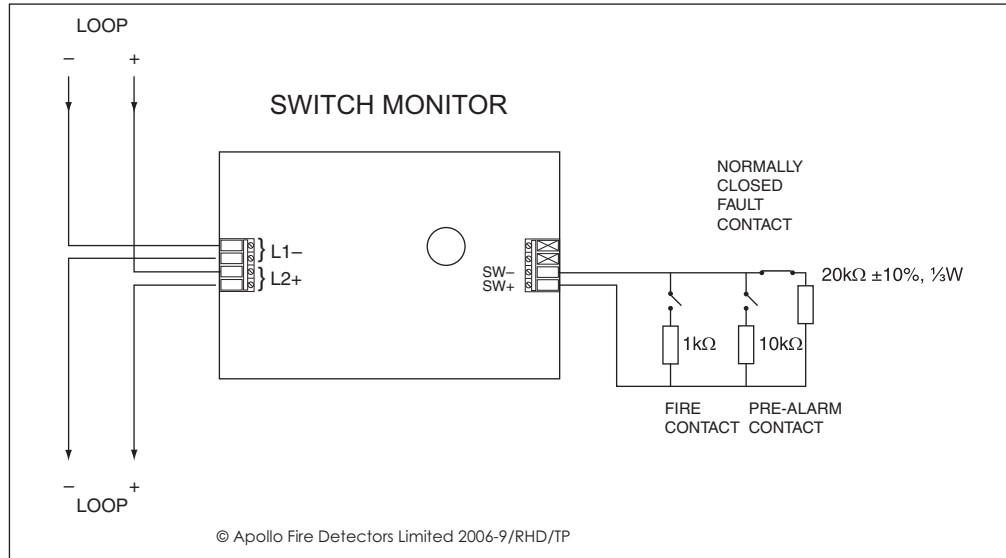 LOOP
– +
SWITCH MONITOR
NORMALLY
CLOSED
FAULT
CONTACT
L1–
L2+
SW–
SW+
20kΩ ±10%, ⅓W
1kΩ
10kΩ
FIRE
CONTACT
PRE-ALARM
CONTACT
– +
LOOP
© Apollo Fire Detectors Limited 2006-9/RHD/TP